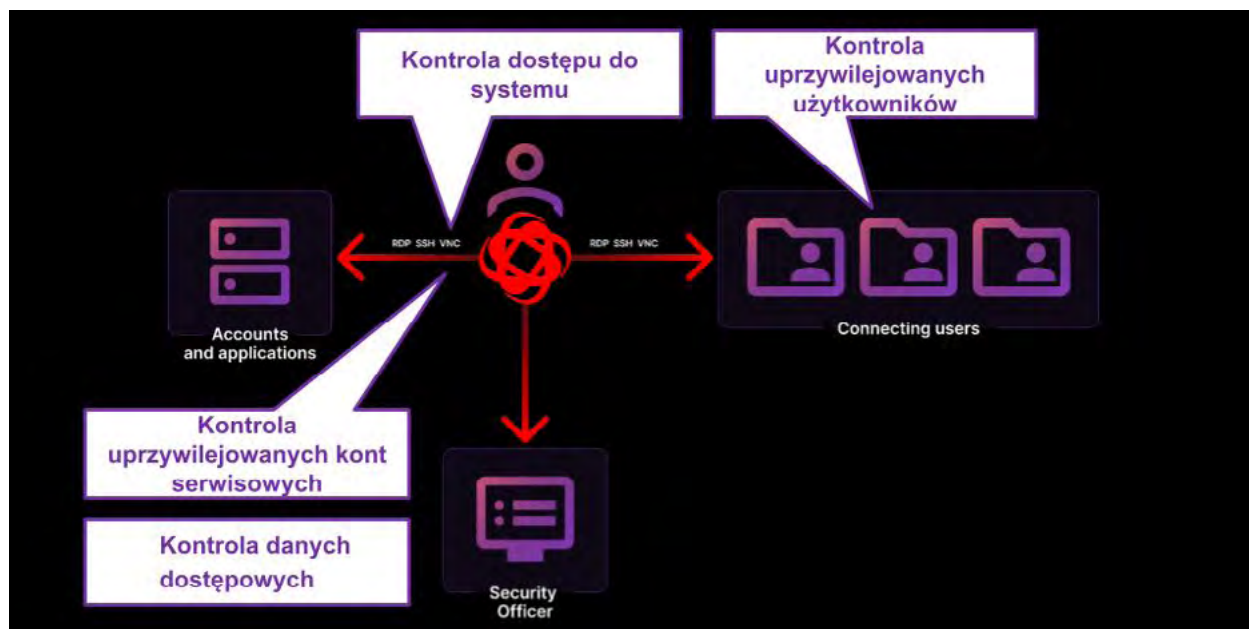 Kontrola dostępu do
systemu
Kontrola
uprzywilejowanych
użytkowników
RDP SSH VNC
RDP SSH VNC
Accounts
and applications
Connecting users
Kontrola
uprzywilejowanych kont
serwisowych
Kontrola danych
dostępowych
Security
Officer